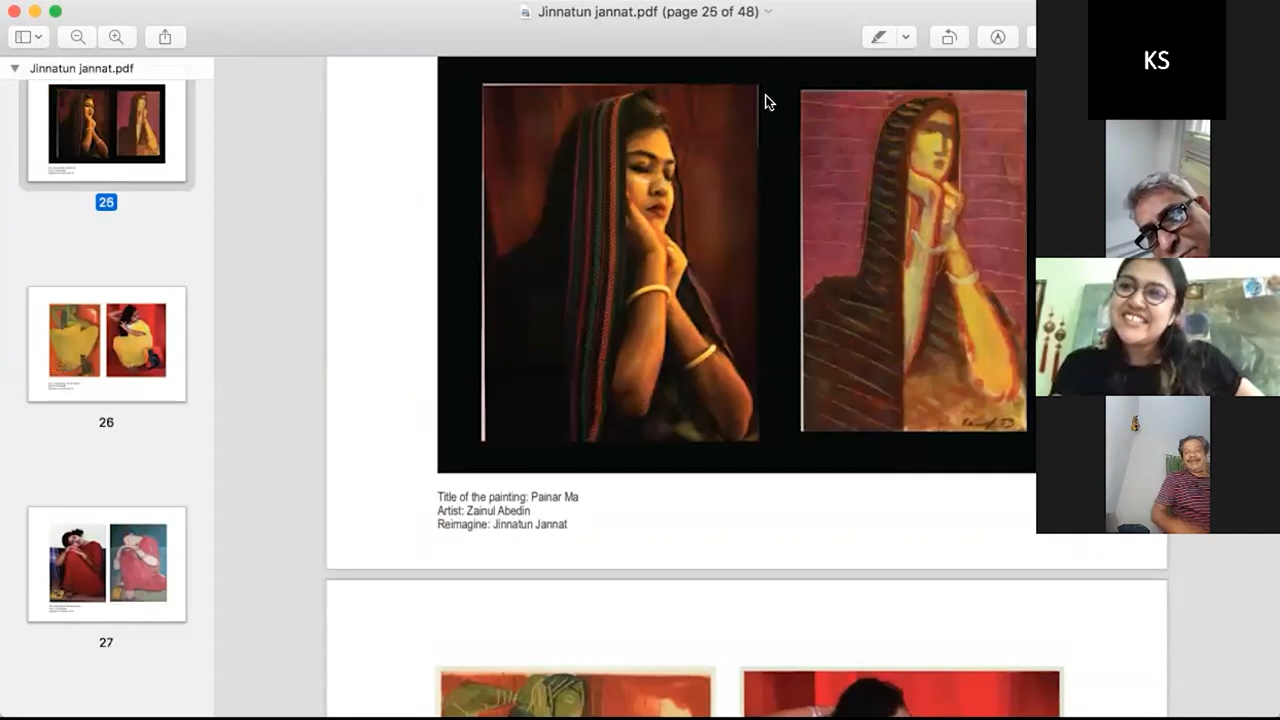 Jinnatun jannat.pdf (page 25 of 48)
Jinnatun jannat.pdf
26
26
27
Title of the painting: Painar Ma
Artist: Zainul Abedin
Reimagine: Jinnatun Jannat
KS